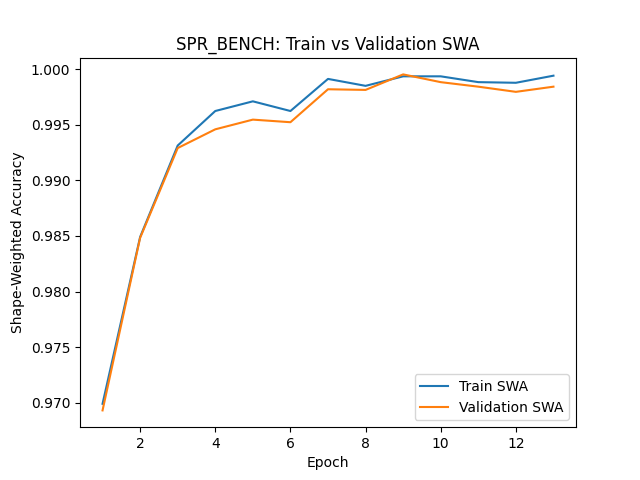 SPR_BENCH: Train vs Validation SWA
Shape-Weighted Accuracy
1.000
0.995
0.990
0.985
0.980
0.975
0.970
2 4 6 8 10 12
Epoch
Train SWA
Validation SWA